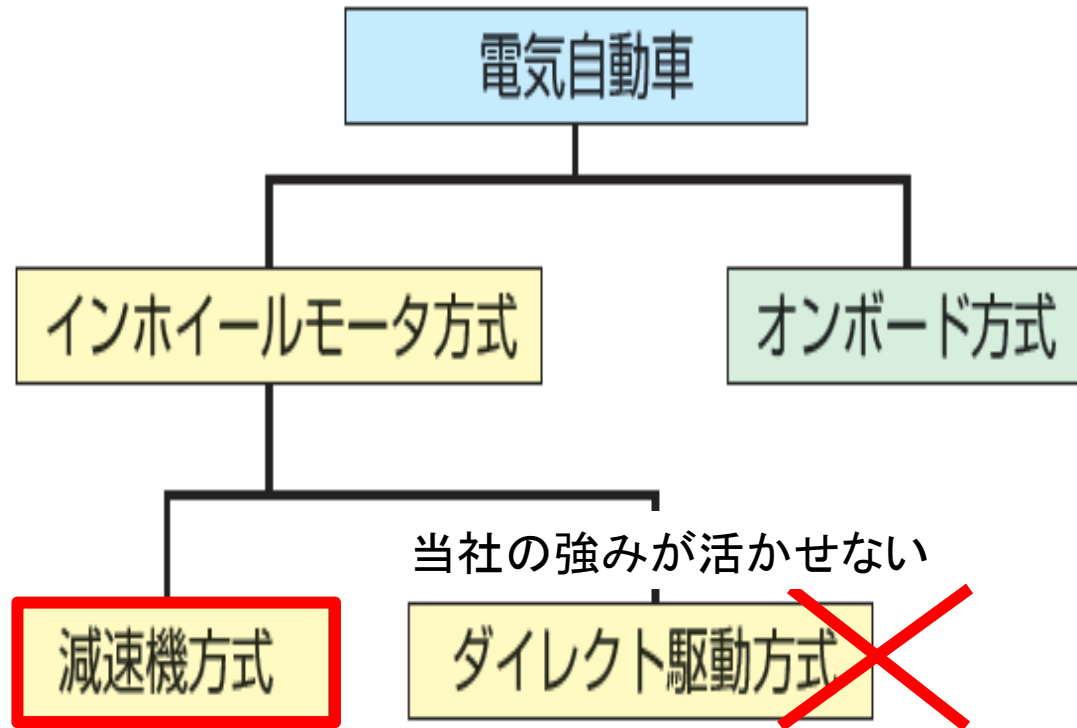 電気自動車
インホイールモータ方式
オンボード方式
当社の強みが活かせない
減速機方式
ダイレクト駆動方式